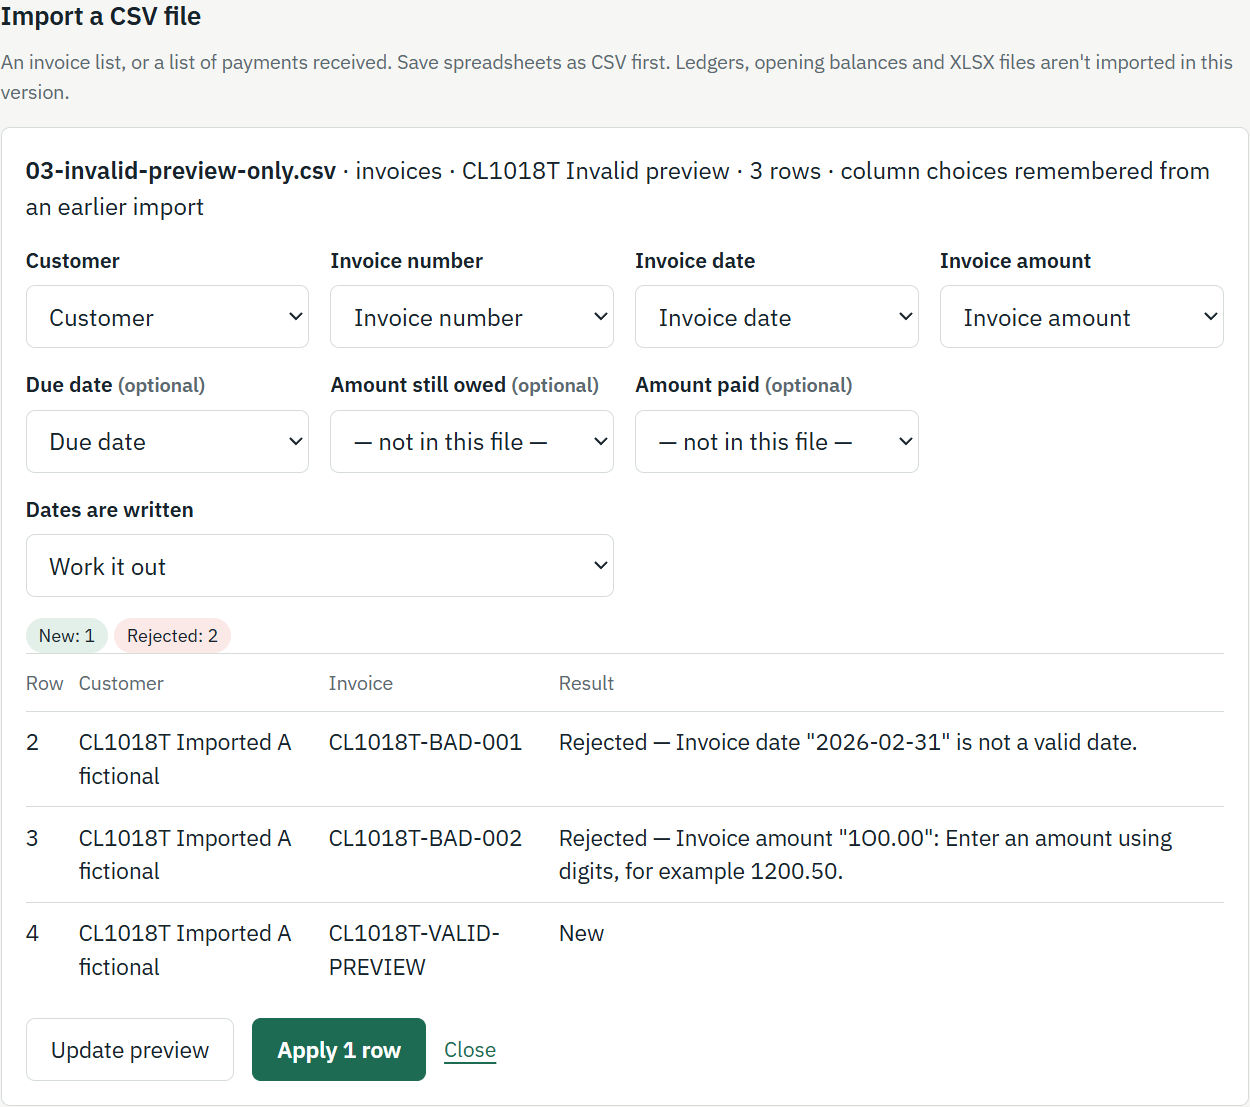 Import a CSV file
An invoice list, or a list of payments received. Save spreadsheets as CSV first. Ledgers, opening balances and XLSX files aren't imported in this
version.
03-invalid-preview-only.csv · invoices · CL1018T Invalid preview · 3 rows · column choices remembered from
an earlier import
Customer Invoice number Invoice date Invoice amount
Customer Invoice number Invoice date Invoice amount
Due date (optional) Amount still owed (optional) Amount paid (optional)
Due date — not in this file — — not in this file —
Dates are written
Work it out
New: 1 Rejected: 2
Row Customer Invoice Result
2 CL1018T Imported A CL1018T-BAD-001 Rejected — Invoice date "2026-02-31" is not a valid date.
fictional
3 CL1018T Imported A CL1018T-BAD-002 Rejected — Invoice amount "1O0.00": Enter an amount using
fictional digits, for example 1200.50.
4 CL1018T Imported A CL1018T-VALID- New
fictional PREVIEW
Update preview Apply 1 row Close